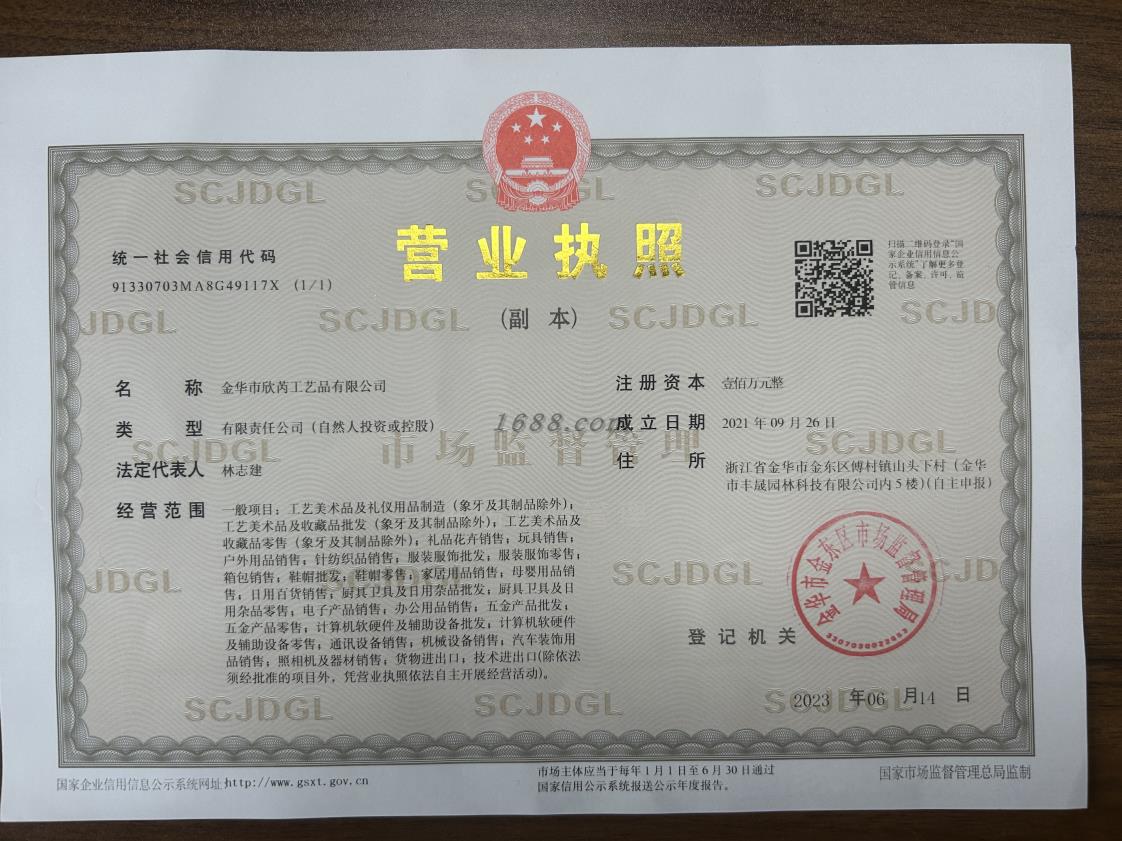 SCJDGL
SCJDGL
营业执照
(副 本)
统一社会信用代码
91330703MA8G49117X (1/1)
扫描二维码登录“国
家企业信用信息公
示系统”了解更多登
记、备案、许可、监
管信息
JDGL SCJDGL SCJDGL SCJD
名 称 金华市欣芮工艺品有限公司
类 型 有限责任公司（自然人投资或控股）
法定代表人 林志建
经营范围 一般项目：工艺美术品及礼仪用品制造（象牙及其制品除外）；
工艺美术品及收藏品批发（象牙及其制品除外）；工艺美术品及
收藏品零售（象牙及其制品除外）；礼品花卉销售；玩具销售；
户外用品销售；针纺织品销售；服装服饰批发；服装服饰零售；
箱包销售；鞋帽批发；鞋帽零售；家居用品销售；母婴用品销
售；日用百货销售；厨具卫具及日用杂品批发；厨具卫具及日
用杂品零售；电子产品销售；办公用品销售；五金产品批发；
五金产品零售；计算机软硬件及辅助设备批发；计算机软硬件
及辅助设备零售；通讯设备销售；机械设备销售；汽车装饰用
品销售；照相机及器材销售；货物进出口；技术进出口(除依法
须经批准的项目外，凭营业执照依法自主开展经营活动)。
注册资本 壹佰万元整
成立日期 2021 年 09 月 26 日
住 所 浙江省金华市金东区傅村镇山头下村（金华
市丰晟园林科技有限公司内5楼）（自主申报）
1688.com
SCJDGL 市场监督管理 SCJDGL
JDGL SCJDGL SCJD
金华市金东区市场监督管理局
登记机关
2023 年06 月14 日
SCJDGL SCJDGL SCJDGL
国家企业信用信息公示系统网址:http://www.gsxt.gov.cn
市场主体应当于每年1月1日至6月30日通过
国家信用公示系统报送公示年度报告。
国家市场监督管理总局监制